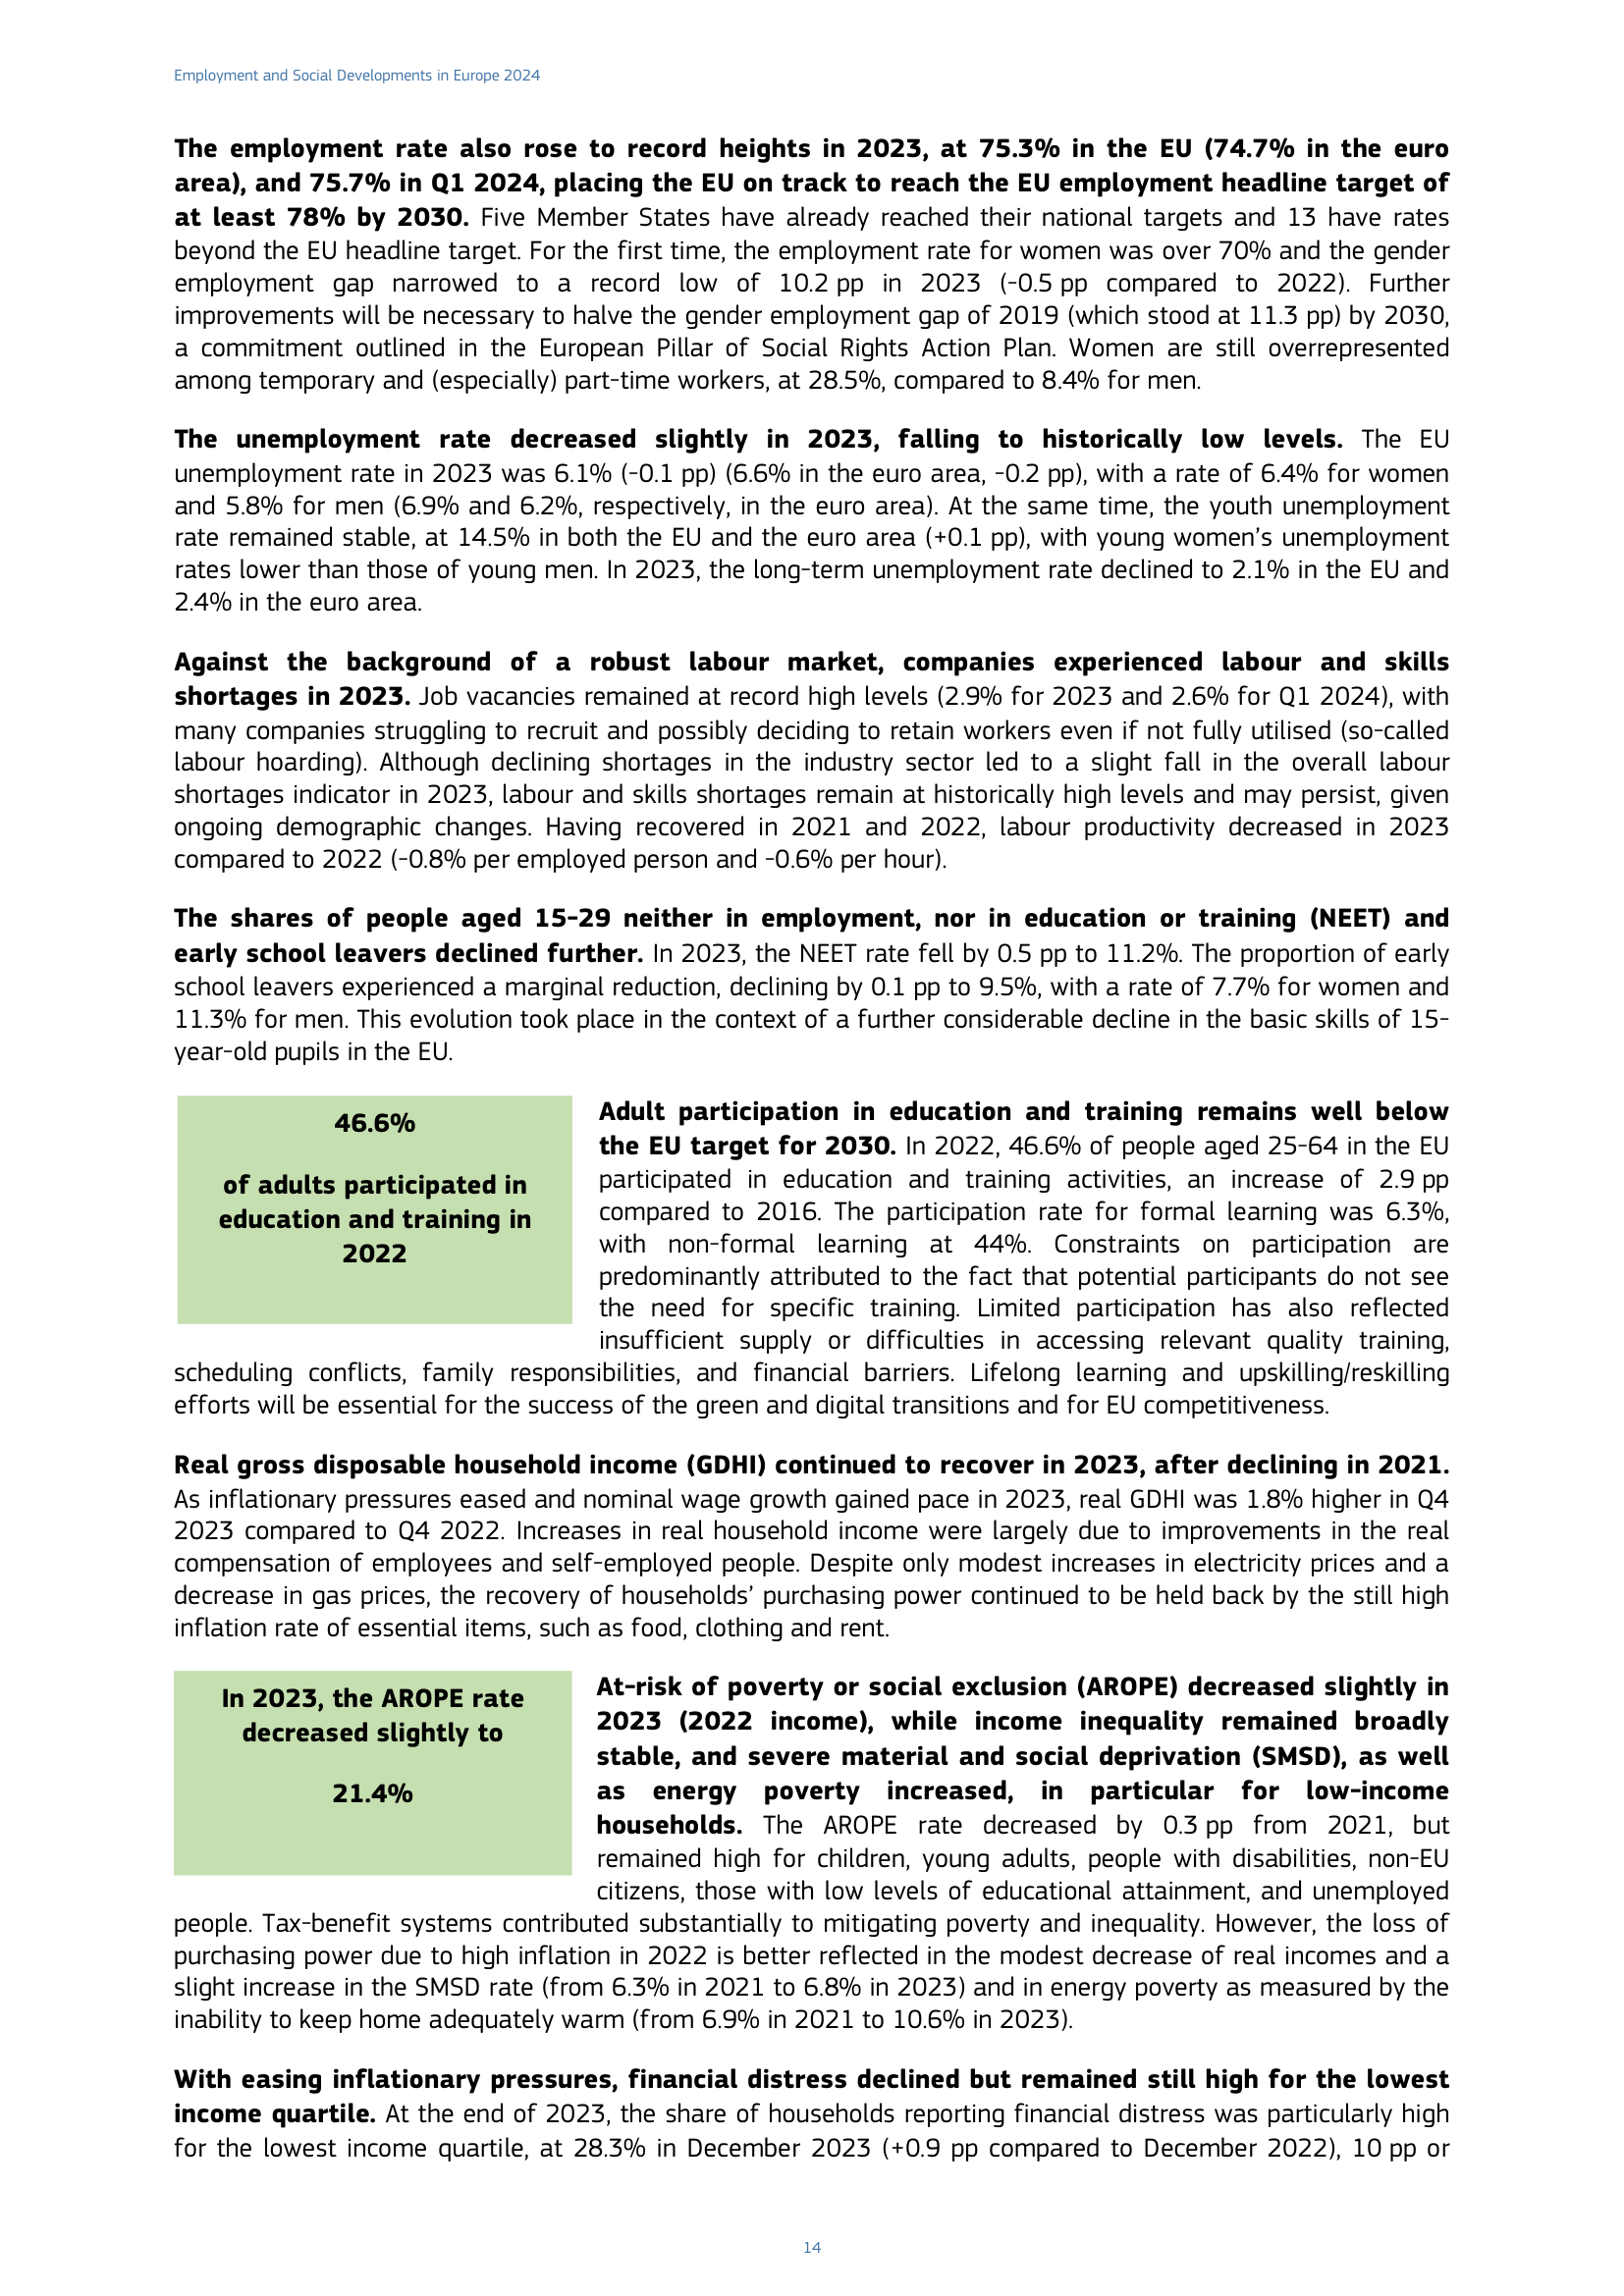 Employment and Social Developments in Europe 2024
The employment rate also rose to record heights in 2023, at 75.3% in the EU (74.7% in the euro
area), and 75.7% in Q1 2024, placing the EU on track to reach the EU employment headline target of
at least 78% by 2030. Five Member States have already reached their national targets and 13 have rates
beyond the EU headline target. For the first time, the employment rate for women was over 70% and the gender
employment gap narrowed to a record low of 10.2 pp in 2023 (-0.5 pp compared to 2022). Further
improvements will be necessary to halve the gender employment gap of 2019 (which stood at 11.3 pp) by 2030,
a commitment outlined in the European Pillar of Social Rights Action Plan. Women are still overrepresented
among temporary and (especially) part-time workers, at 28.5%, compared to 8.4% for men.
The unemployment rate decreased slightly in 2023, falling to historically low levels. The EU
unemployment rate in 2023 was 6.1% (-0.1 pp) (6.6% in the euro area, -0.2 pp), with a rate of 6.4% for women
and 5.8% for men (6.9% and 6.2%, respectively, in the euro area). At the same time, the youth unemployment
rate remained stable, at 14.5% in both the EU and the euro area (+0.1 pp), with young women's unemployment
rates lower than those of young men. In 2023, the long-term unemployment rate declined to 2.1% in the EU and
2.4% in the euro area.
Against the background of a robust labour market, companies experienced labour and skills
shortages in 2023. Job vacancies remained at record high levels (2.9% for 2023 and 2.6% for Q1 2024), with
many companies struggling to recruit and possibly deciding to retain workers even if not fully utilised (so-called
labour hoarding). Although declining shortages in the industry sector led to a slight fall in the overall labour
shortages indicator in 2023, labour and skills shortages remain at historically high levels and may persist, given
ongoing demographic changes. Having recovered in 2021 and 2022, labour productivity decreased in 2023
compared to 2022 (-0.8% per employed person and -0.6% per hour).
The shares of people aged 15-29 neither in employment, nor in education or training (NEET) and
early school leavers declined further. In 2023, the NEET rate fell by 0.5 pp to 11.2%. The proportion of early
school leavers experienced a marginal reduction, declining by 0.1 pp to 9.5%, with a rate of 7.7% for women and
11.3% for men. This evolution took place in the context of a further considerable decline in the basic skills of 15-
year-old pupils in the EU.
46.6%
of adults participated in
education and training in
2022
Adult participation in education and training remains well below
the EU target for 2030. In 2022, 46.6% of people aged 25-64 in the EU
participated in education and training activities, an increase of 2.9 pp
compared to 2016. The participation rate for formal learning was 6.3%,
with non-formal learning at 44%. Constraints on participation are
predominantly attributed to the fact that potential participants do not see
the need for specific training. Limited participation has also reflected
insufficient supply or difficulties in accessing relevant quality training,
scheduling conflicts, family responsibilities, and financial barriers. Lifelong learning and upskilling/reskilling
efforts will be essential for the success of the green and digital transitions and for EU competitiveness.
Real gross disposable household income (GDHI) continued to recover in 2023, after declining in 2021.
As inflationary pressures eased and nominal wage growth gained pace in 2023, real GDHI was 1.8% higher in Q4
2023 compared to Q4 2022. Increases in real household income were largely due to improvements in the real
compensation of employees and self-employed people. Despite only modest increases in electricity prices and a
decrease in gas prices, the recovery of households' purchasing power continued to be held back by the still high
inflation rate of essential items, such as food, clothing and rent.
In 2023, the AROPE rate
decreased slightly to
21.4%
At-risk of poverty or social exclusion (AROPE) decreased slightly in
2023 (2022 income), while income inequality remained broadly
stable, and severe material and social deprivation (SMSD), as well
as energy poverty increased, in particular for low-income
households. The AROPE rate decreased by 0.3 pp from 2021, but
remained high for children, young adults, people with disabilities, non-EU
citizens, those with low levels of educational attainment, and unemployed
people. Tax-benefit systems contributed substantially to mitigating poverty and inequality. However, the loss of
purchasing power due to high inflation in 2022 is better reflected in the modest decrease of real incomes and a
slight increase in the SMSD rate (from 6.3% in 2021 to 6.8% in 2023) and in energy poverty as measured by the
inability to keep home adequately warm (from 6.9% in 2021 to 10.6% in 2023).
With easing inflationary pressures, financial distress declined but remained still high for the lowest
income quartile. At the end of 2023, the share of households reporting financial distress was particularly high
for the lowest income quartile, at 28.3% in December 2023 (+0.9 pp compared to December 2022), 10 pp or
14